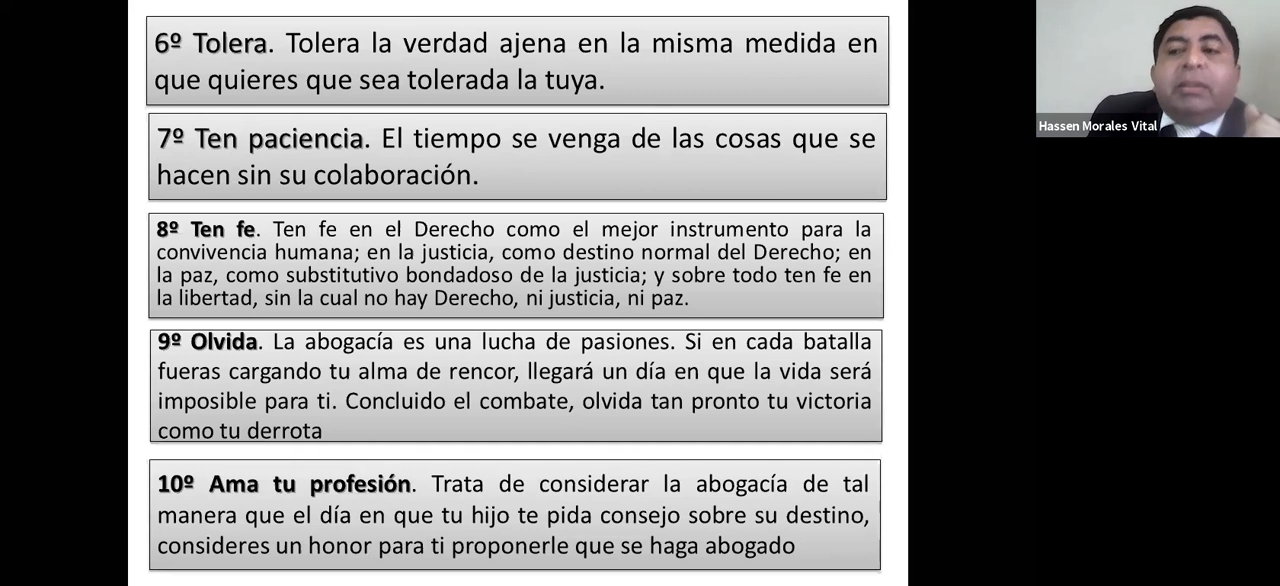 6º Tolera. Tolera la verdad ajena en la misma medida en
que quieres que sea tolerada la tuya.
7º Ten paciencia. El tiempo se venga de las cosas que se
hacen sin su colaboración.
8º Ten fe. Ten fe en el Derecho como el mejor instrumento para la
convivencia humana; en la justicia, como destino normal del Derecho; en
la paz, como substitutivo bondadoso de la justicia; y sobre todo ten fe en
la libertad, sin la cual no hay Derecho, ni justicia, ni paz.
9º Olvida. La abogacía es una lucha de pasiones. Si en cada batalla
fueras cargando tu alma de rencor, llegará un día en que la vida será
imposible para ti. Concluido el combate, olvida tan pronto tu victoria
como tu derrota
10º Ama tu profesión. Trata de considerar la abogacía de tal
manera que el día en que tu hijo te pida consejo sobre su destino,
consideres un honor para ti proponerle que se haga abogado
Hassen Morales Vital